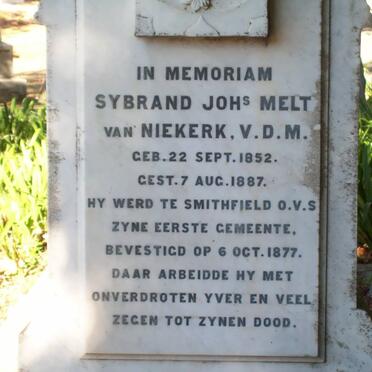 IN MEMORIAM
SYBRAND JOHS MELT
VAN NIEKERK, V.D.M.
GEB. 22 SEPT. 1852.
GEST. 7 AUG. 1887.
HY WERD TE SMITHFIELD O.V.S
ZYNE EERSTE GEMEENTE,
BEVESTIGD OP 6 OCT. 1877.
DAAR ARBEIDDE HY MET
ONVERDROTEN YVER EN VEEL
ZEGEN TOT ZYNEN DOOD.